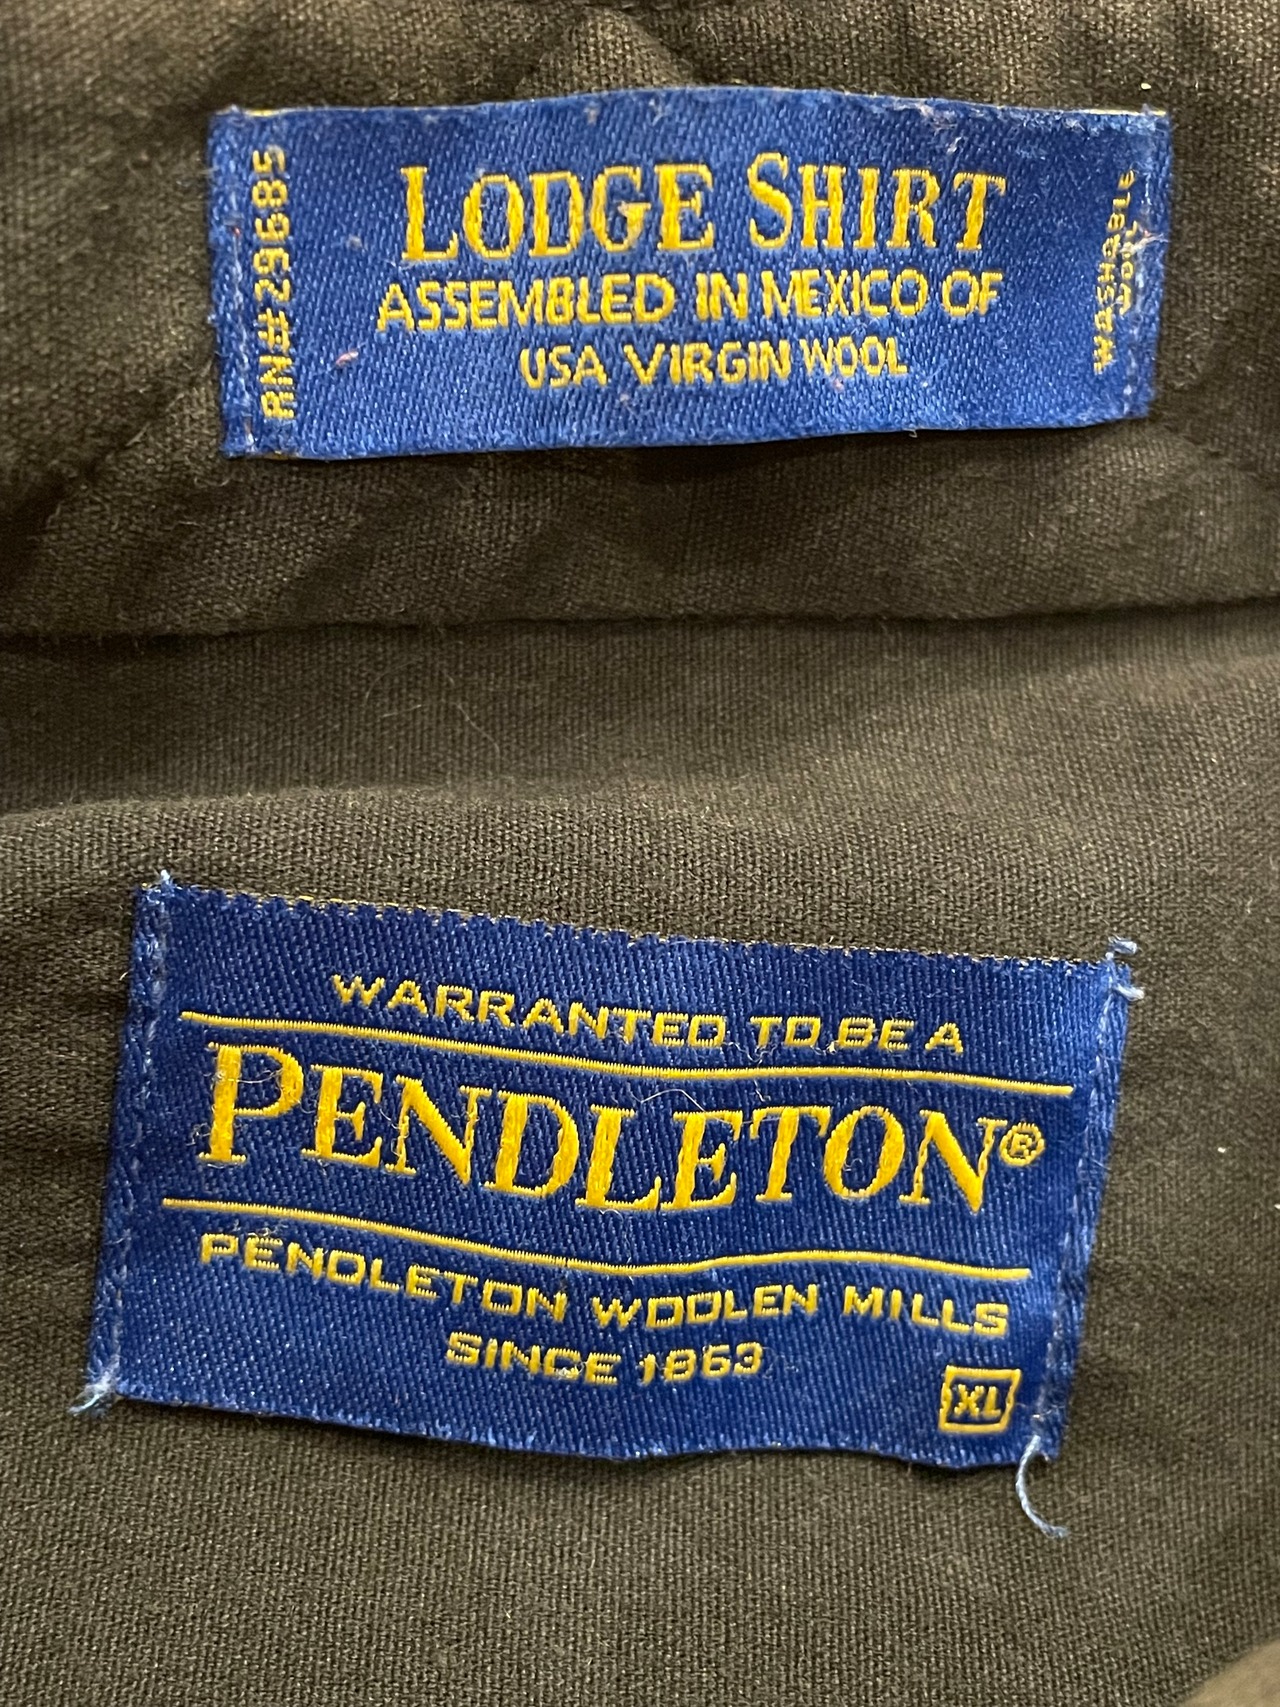 RN#29685
LODGE SHIRT
ASSEMBLED IN MEXICO OF
USA VIRGIN WOOL
WASHABLE
WOOL
WARRANTED TO BE A
PENDLETON®
PENDLETON WOOLEN MILLS
SINCE 1863
XL